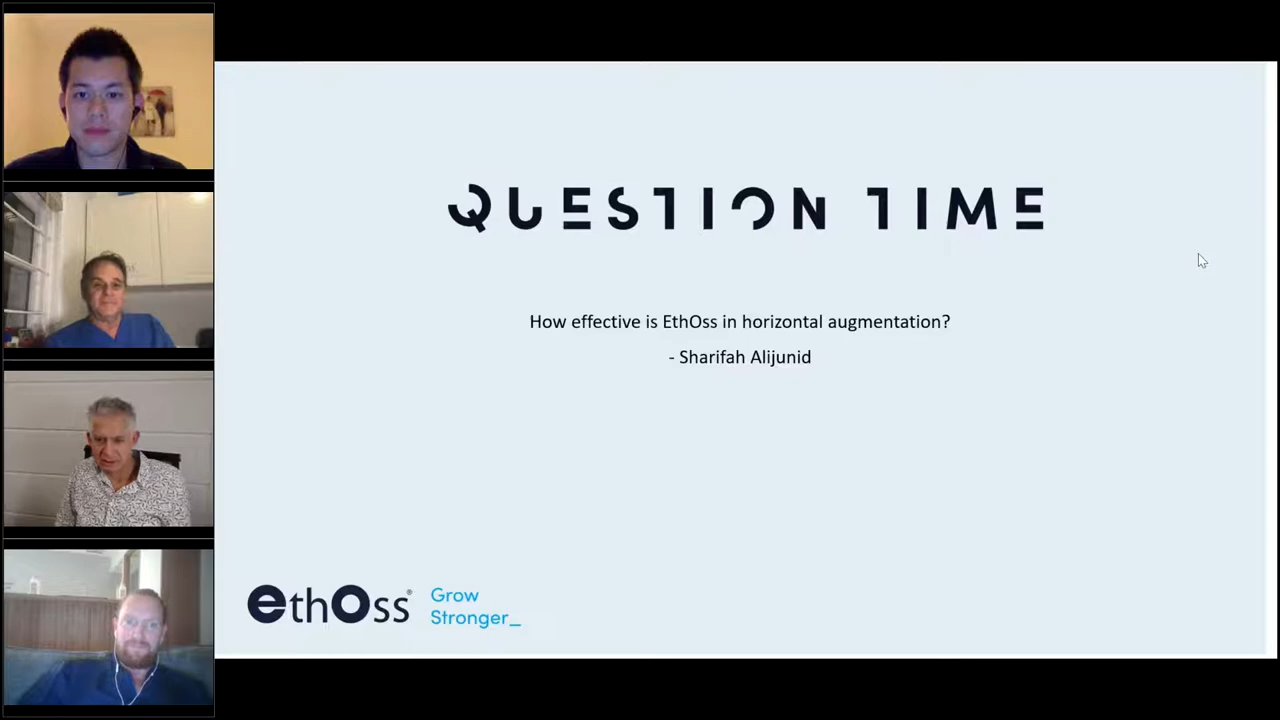 QUESTION TIME
How effective is EthOss in horizontal augmentation?
- Sharifah Alijunid
ethOss®
Grow
Stronger_